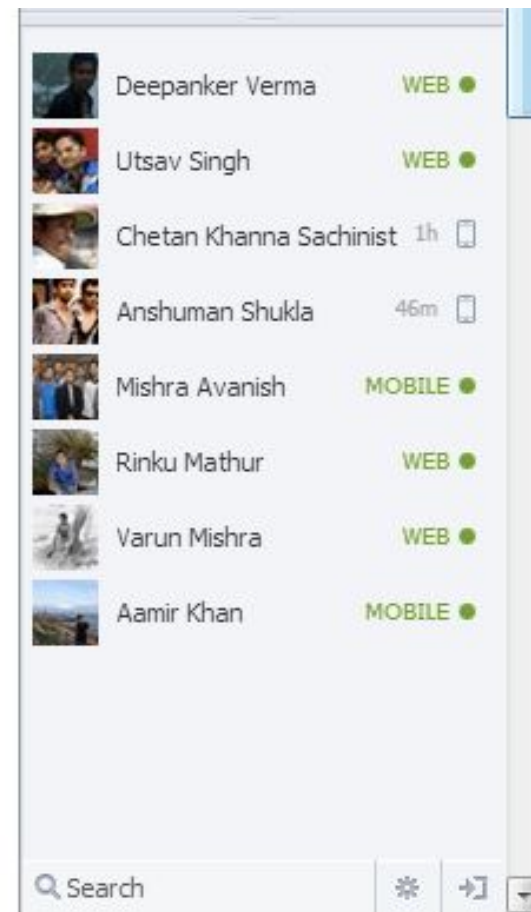 Deepanker Verma WEB
Utsav Singh WEB
Chetan Khanna Sachinist 1h
Anshuman Shukla 46m
Mishra Avanish MOBILE
Rinku Mathur WEB
Varun Mishra WEB
Aamir Khan MOBILE
Search